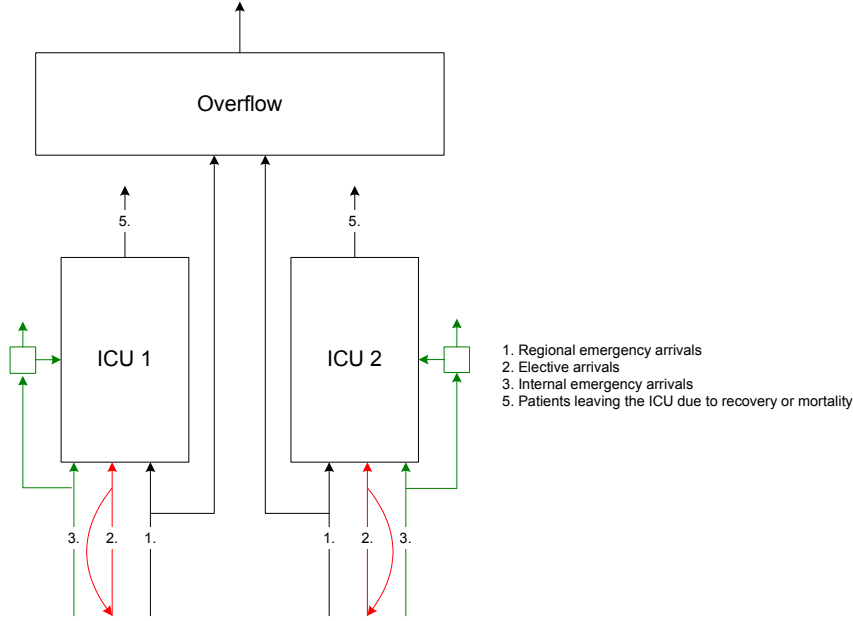 Overflow
5.
5.
ICU 1
ICU 2
1. Regional emergency arrivals
2. Elective arrivals
3. Internal emergency arrivals
5. Patients leaving the ICU due to recovery or mortality
3.
2.
1.
1.
2.
3.